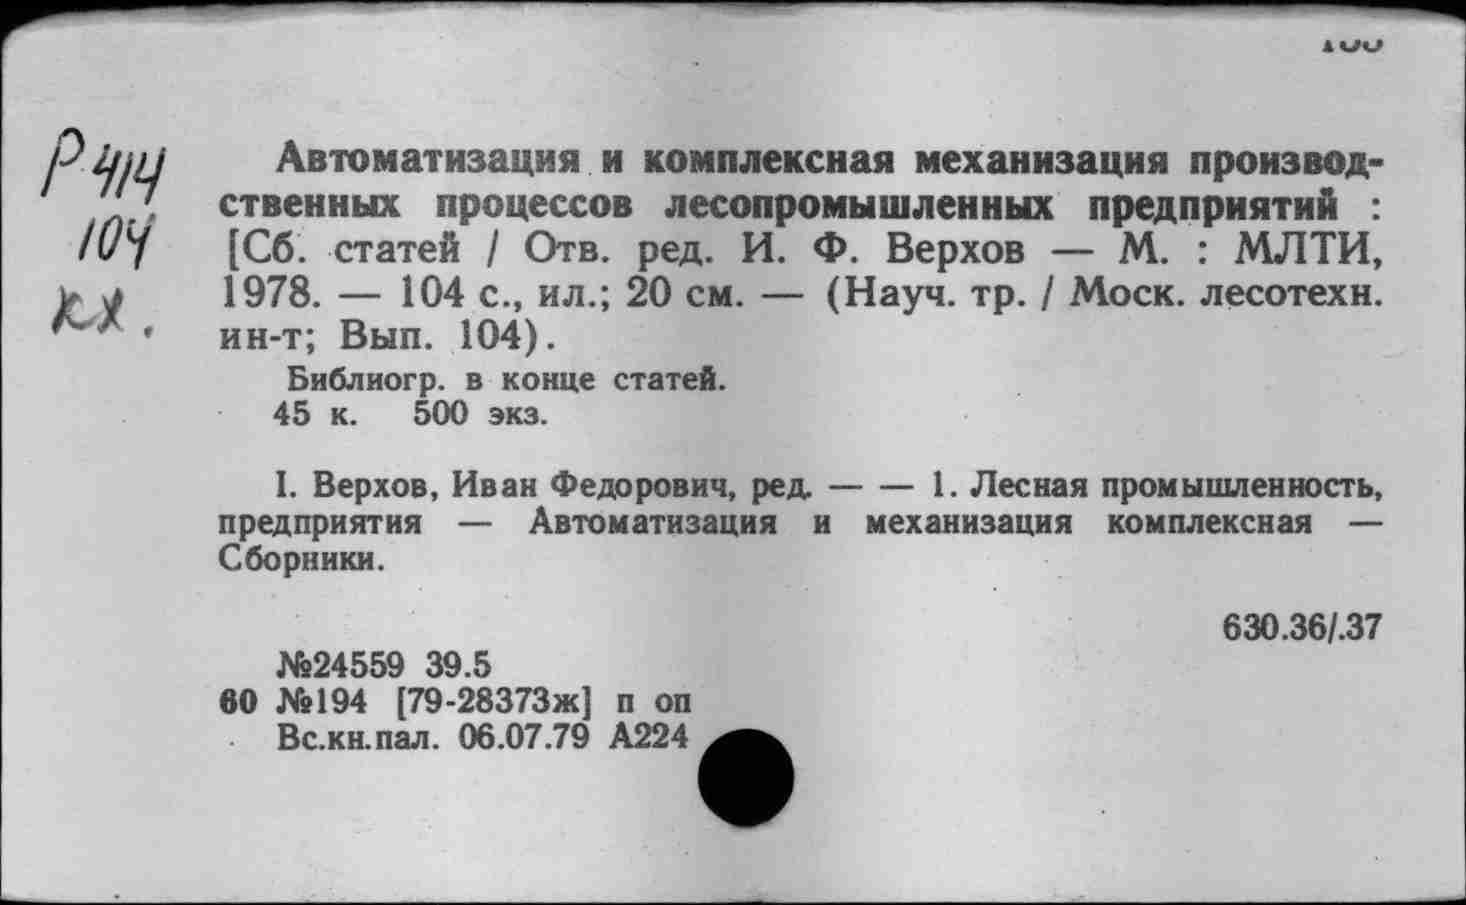 Р 414
104
кх.
Автоматизация и комплексная механизация производ-
ственных процессов лесопромышленных предприятий :
[Сб. статей / Отв. ред. И. Ф. Верхов — М. : МЛТИ,
1978. — 104 с., ил.; 20 см. — (Науч. тр. / Моск. лесотехн.
ин-т; Вып. 104).
Библиогр. в конце статей.
45 к. 500 экз.
I. Верхов, Иван Федорович, ред. — — 1. Лесная промышленность,
предприятия — Автоматизация и механизация комплексная —
Сборники.
630.36/.37
№24559 39.5
60 №194 [79-28373ж] п оп
Вс.кн.пал. 06.07.79 А224